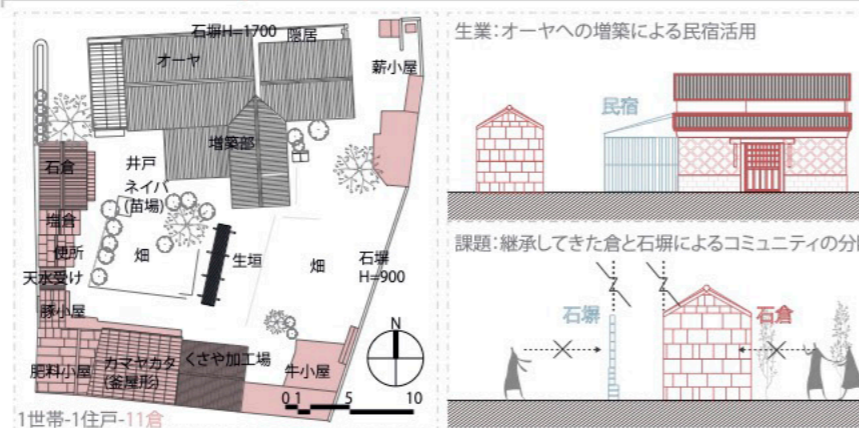 石塀H=1700
隠居
オーヤ
薪小屋
増築部
井戸
石倉
ネイバ
(苗場)
塩倉
便所
畑
生垣
畑
石塀
H=900
天水受け
豚小屋
カマヤカタ
(釜屋形)
くさや加工場
肥料小屋
牛小屋
N
0 1 5 10
1世帯-1住戸-11倉
生業:オーヤへの増築による民宿活用
民宿
課題:継承してきた倉と石塀によるコミュニティの分
石塀
石倉